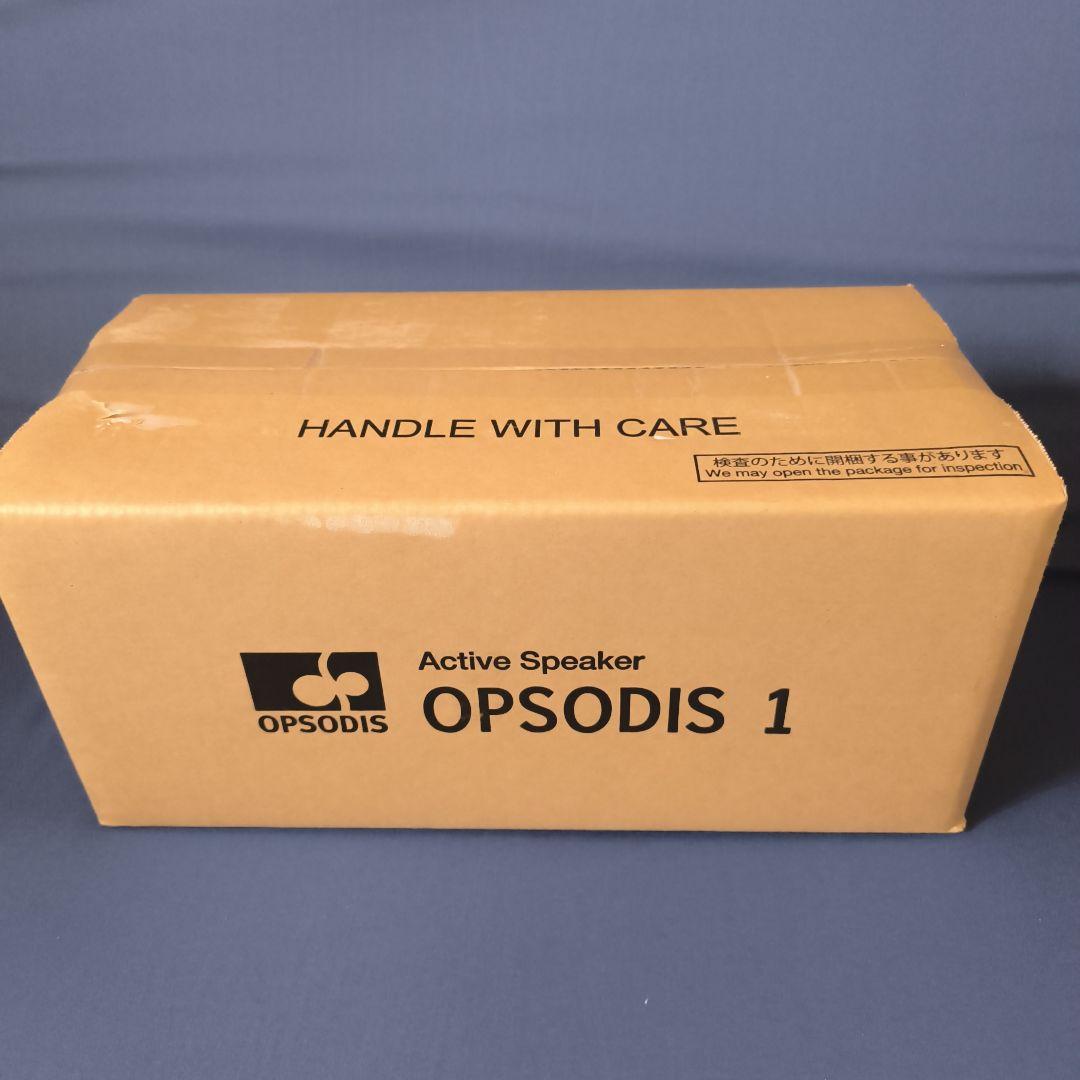 HANDLE WITH CARE
検査のために開梱する事があります
We may open the package for inspection
OPSODIS
Active Speaker
OPSODIS 1